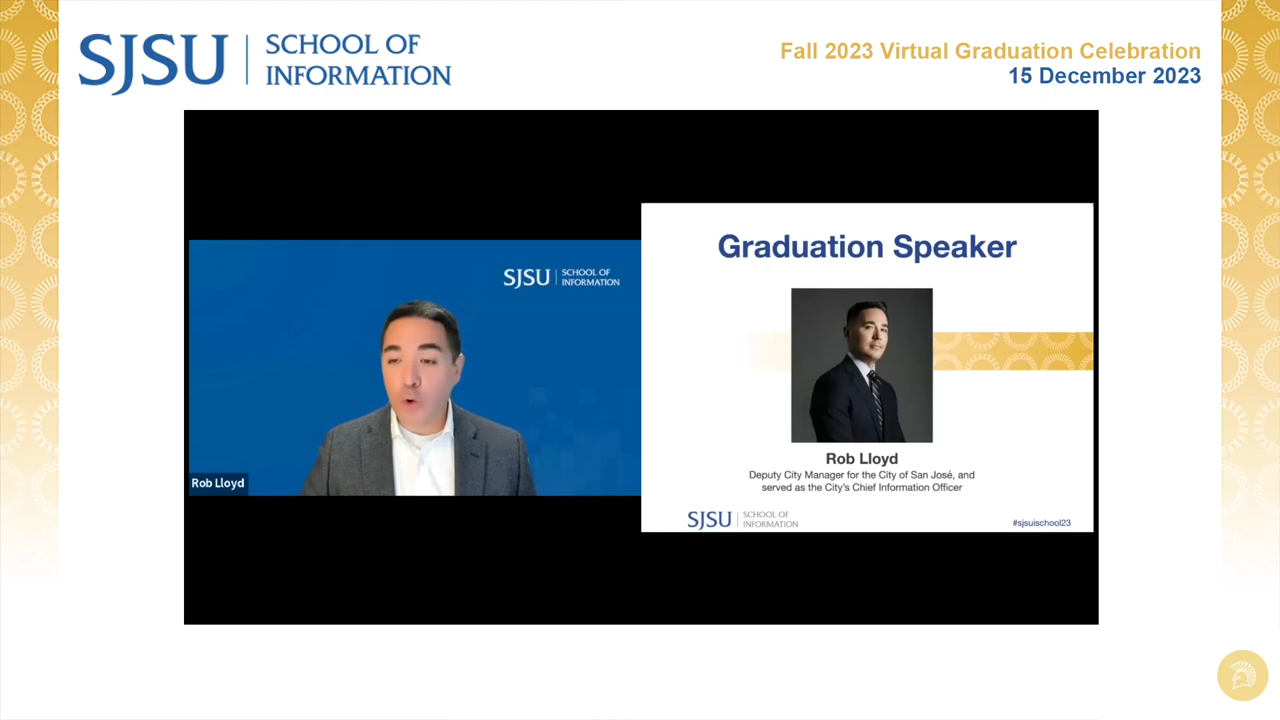 SJSU
SCHOOL OF
INFORMATION
Fall 2023 Virtual Graduation Celebration
15 December 2023
SJSU
SCHOOL OF
INFORMATION
Rob Lloyd
Graduation Speaker
Rob Lloyd
Deputy City Manager for the City of San José, and
served as the City's Chief Information Officer
SJSU
SCHOOL OF
INFORMATION
#sjsuischool23